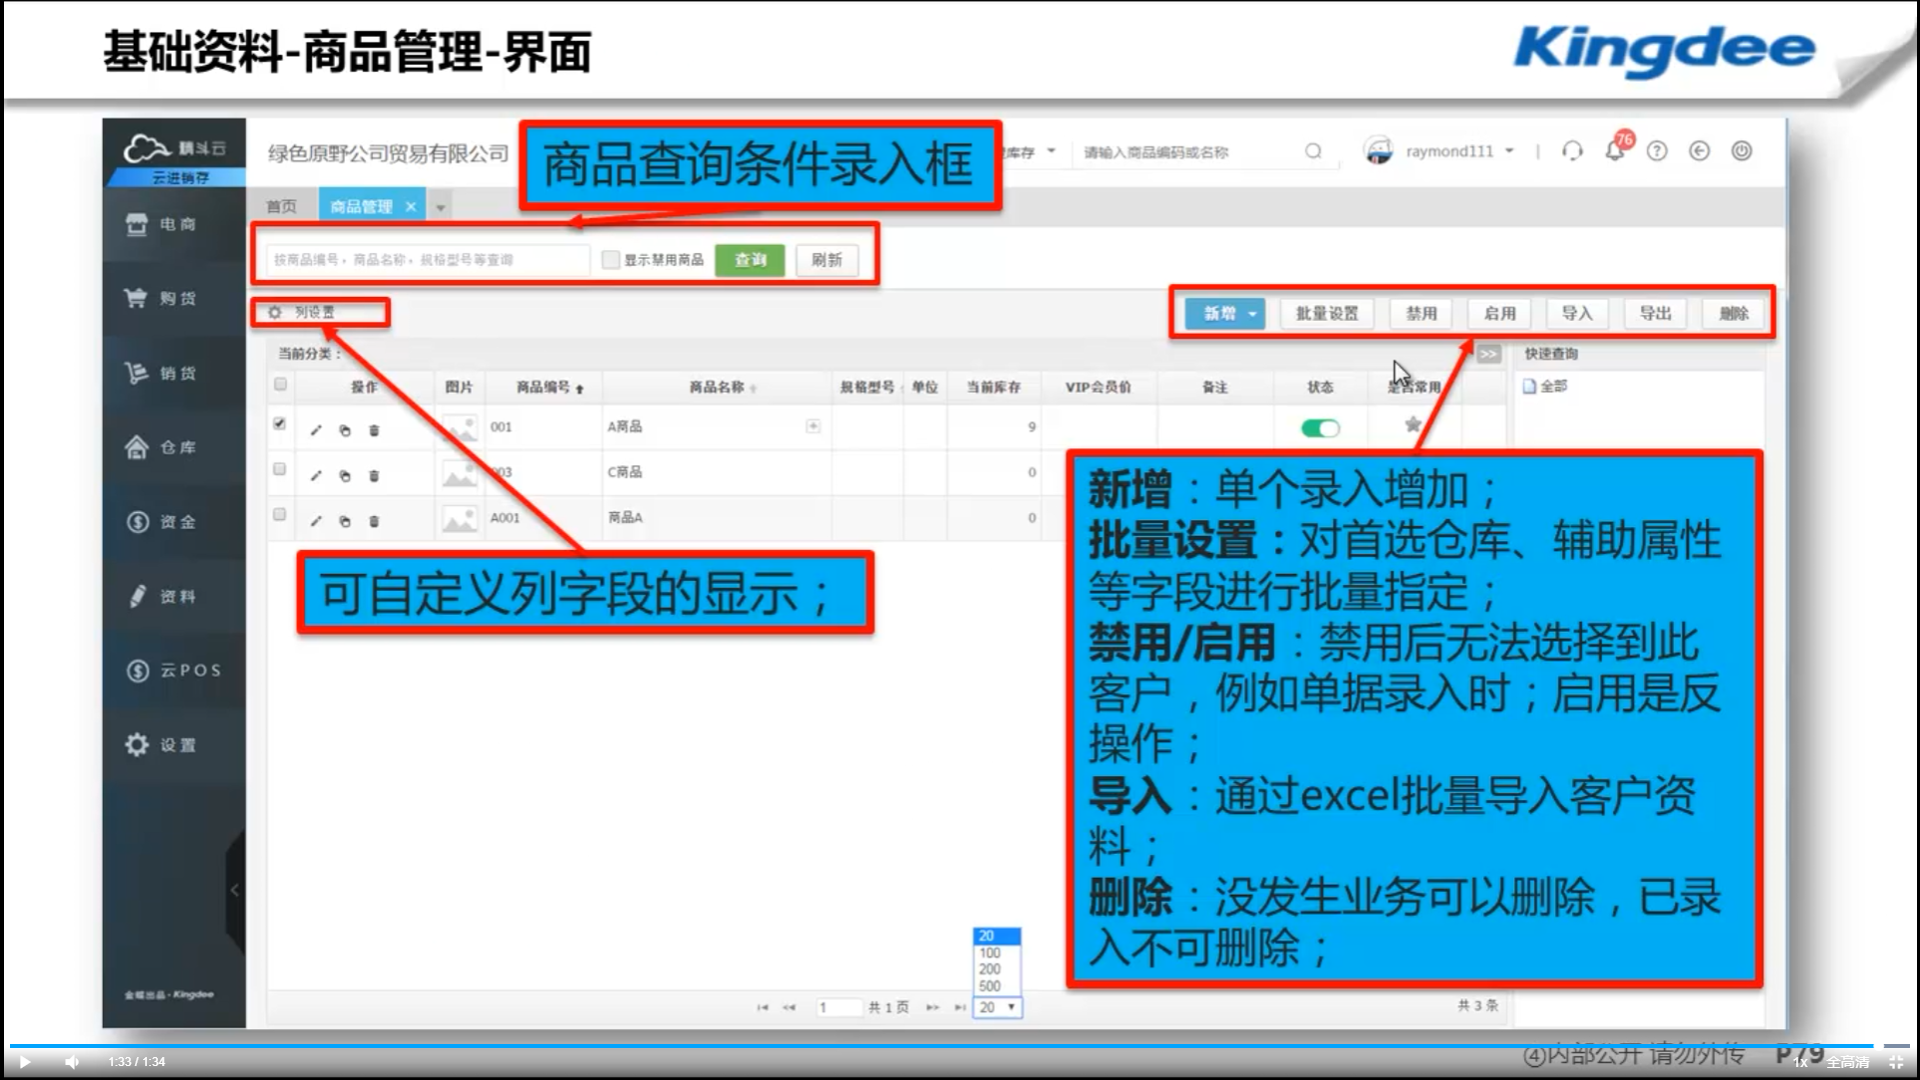 基础资料-商品管理-界面
Kingdee
精斗云
云进销存
绿色原野公司贸易有限公司
商品查询条件录入框
库存
请输入商品编码或名称
raymond111
76
首页
商品管理
电商
购货
销货
仓库
资金
资料
云POS
设置
金蝶出品·Kingdee
按商品编号，商品名称，规格型号等查询
显示禁用商品
查询
刷新
列设置
新增
批量设置
禁用
启用
导入
导出
删除
当前分类：
>>
快速查询
操作 图片 商品编号 商品名称 规格型号 单位 当前库存 VIP会员价 备注 状态 是否常用
全部
001 A商品 9
003 C商品 0
A001 商品A 0
可自定义列字段的显示；
新增：单个录入增加；
批量设置：对首选仓库、辅助属性
等字段进行批量指定；
禁用/启用：禁用后无法选择到此
客户，例如单据录入时；启用是反
操作；
导入：通过excel批量导入客户资
料；
删除：没发生业务可以删除，已录
入不可删除；
20
100
200
500
1 共1页 20
共3条
1:33 / 1:34
④内部公开 请勿外传 P79
1x 全高清